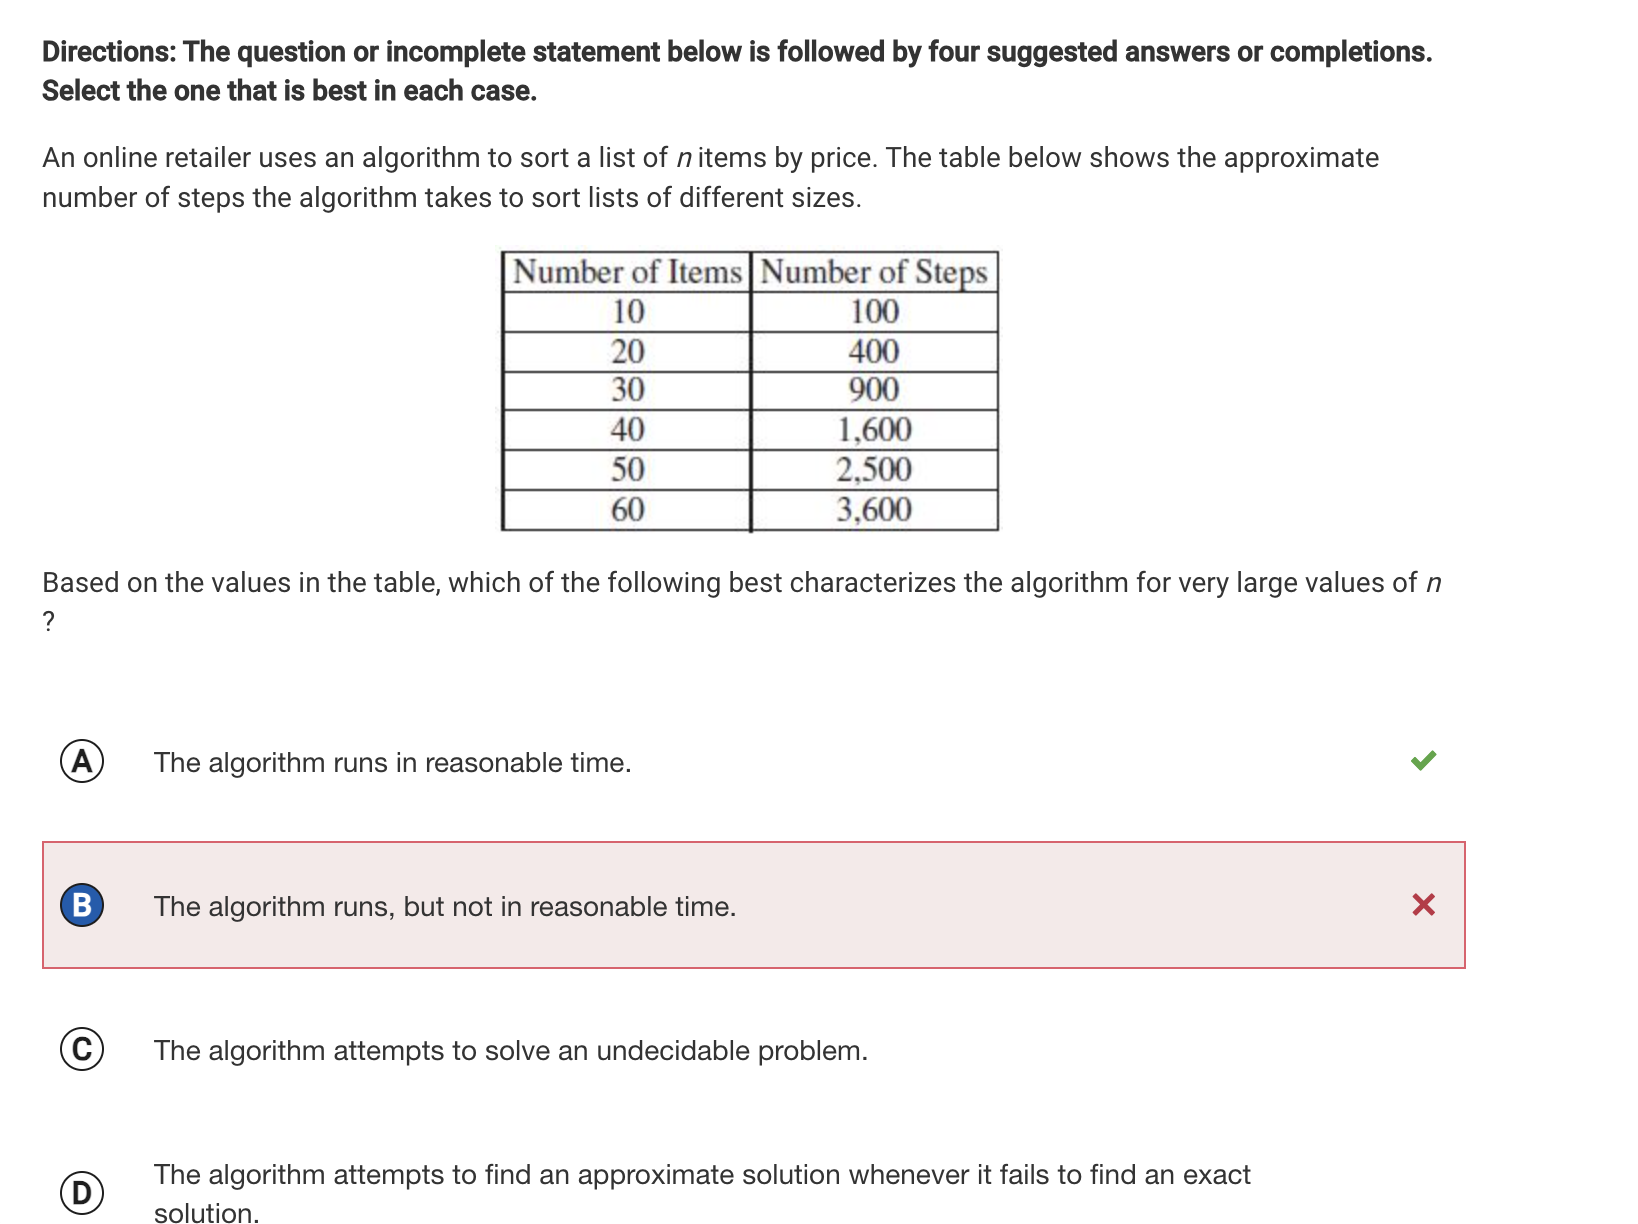 Directions: The question or incomplete statement below is followed by four suggested answers or completions.
Select the one that is best in each case.
An online retailer uses an algorithm to sort a list of n items by price. The table below shows the approximate
number of steps the algorithm takes to sort lists of different sizes.
Number of Items Number of Steps
10 100
20 400
30 900
40 1,600
50 2,500
60 3,600
Based on the values in the table, which of the following best characterizes the algorithm for very large values of n
?
A The algorithm runs in reasonable time.
B The algorithm runs, but not in reasonable time.
C The algorithm attempts to solve an undecidable problem.
D The algorithm attempts to find an approximate solution whenever it fails to find an exact
solution.